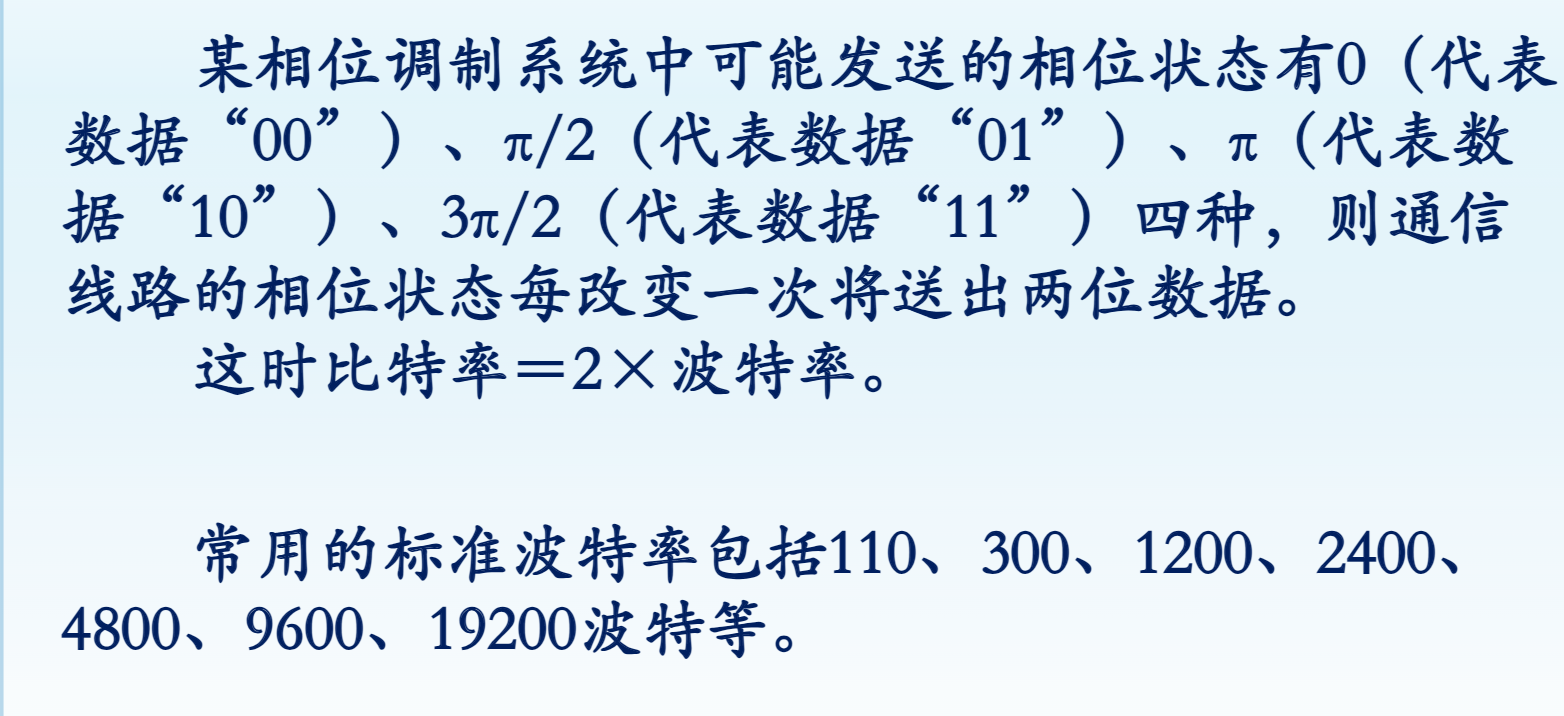 某相位调制系统中可能发送的相位状态有0（代表
数据“00”）、π/2（代表数据“01”）、π（代表数
据“10”）、3π/2（代表数据“11”）四种，则通信
线路的相位状态每改变一次将送出两位数据。
这时比特率＝2×波特率。
常用的标准波特率包括110、300、1200、2400、
4800、9600、19200波特等。